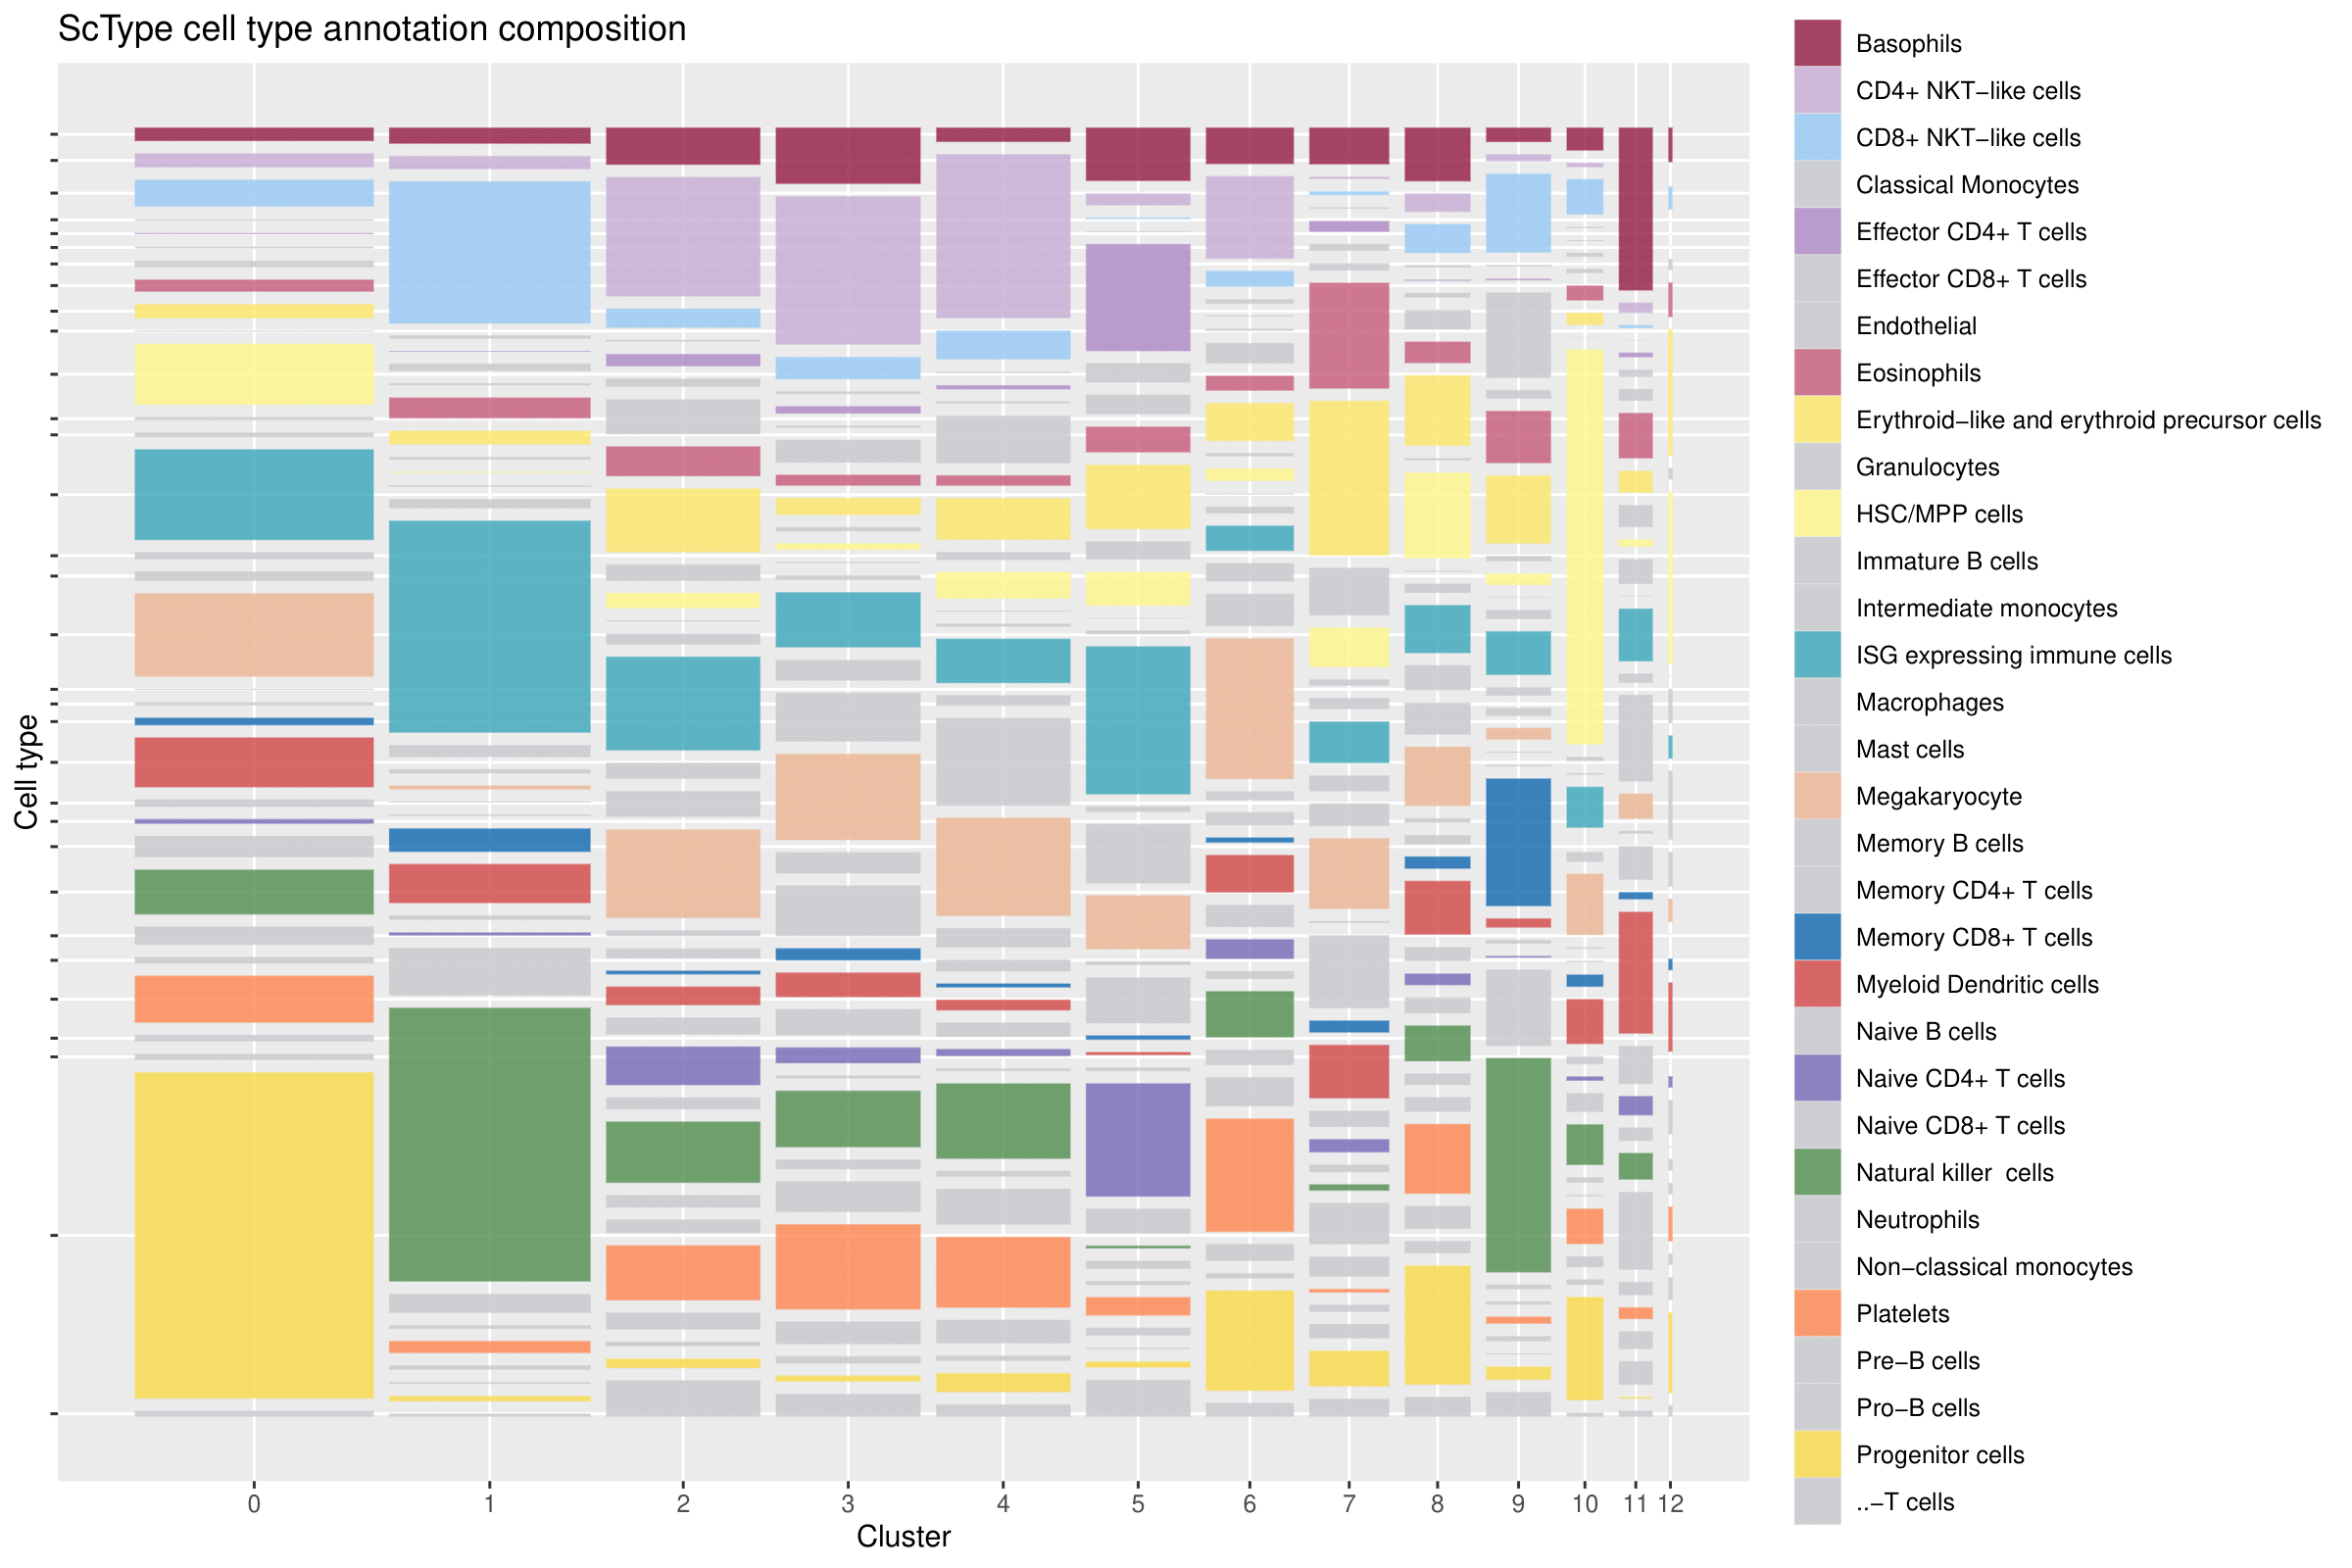 ScType cell type annotation composition
Cell type
0 1 2 3 4 5 6 7 8 9 10 11 12
Cluster
Basophils
CD4+ NKT−like cells
CD8+ NKT−like cells
Classical Monocytes
Effector CD4+ T cells
Effector CD8+ T cells
Endothelial
Eosinophils
Erythroid−like and erythroid precursor cells
Granulocytes
HSC/MPP cells
Immature B cells
Intermediate monocytes
ISG expressing immune cells
Macrophages
Mast cells
Megakaryocyte
Memory B cells
Memory CD4+ T cells
Memory CD8+ T cells
Myeloid Dendritic cells
Naive B cells
Naive CD4+ T cells
Naive CD8+ T cells
Natural killer  cells
Neutrophils
Non−classical monocytes
Platelets
Pre−B cells
Pro−B cells
Progenitor cells
..−T cells